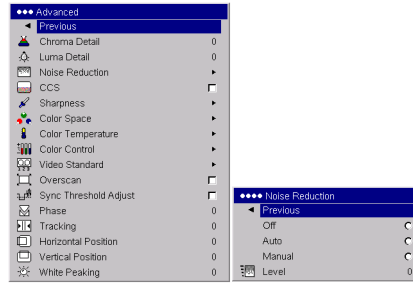 Advanced
Previous
Chroma Detail 0
Luma Detail 0
Noise Reduction
CCS
Sharpness
Color Space
Color Temperature
Color Control
Video Standard
Overscan
Sync Threshold Adjust
Phase 0
Tracking 0
Horizontal Position 0
Vertical Position 0
White Peaking 0
Noise Reduction
Previous
Off
Auto
Manual
Level 0